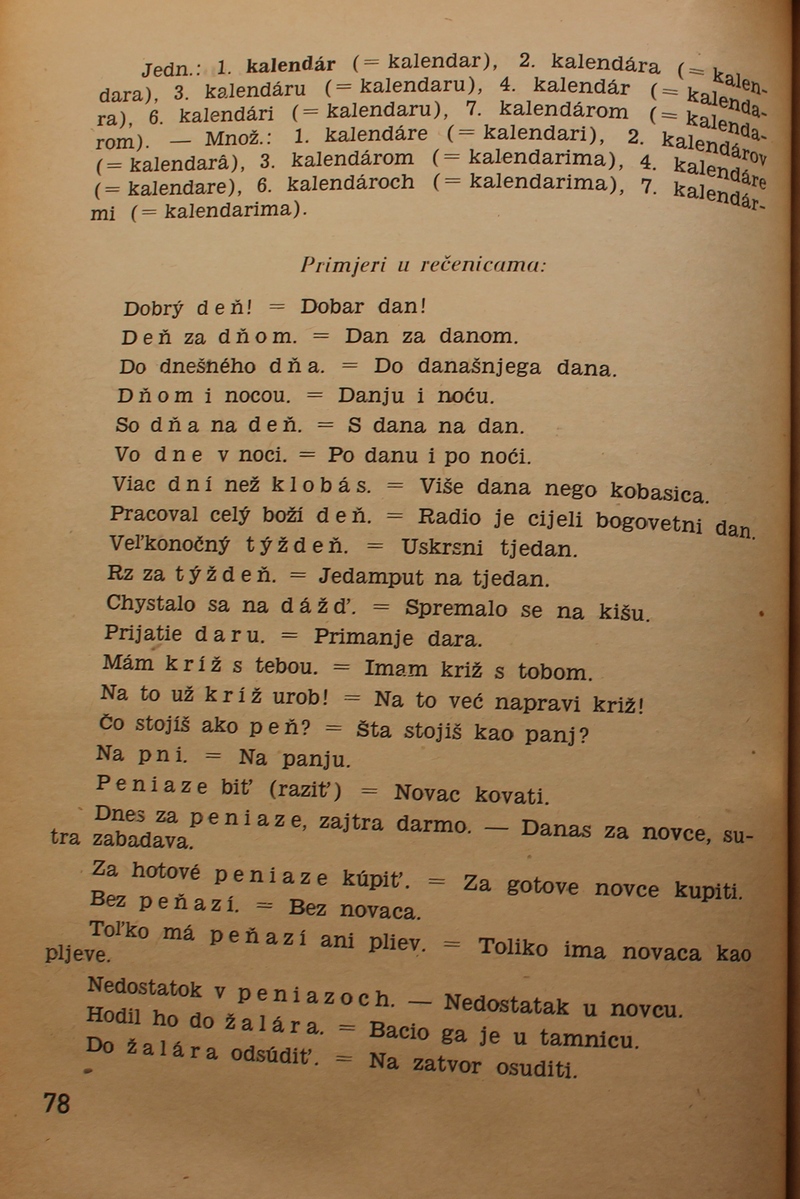 Jedn.: 1. kalendár (= kalendar), 2. kalendára (= kalen-
dara), 3. kalendáru (= kalendaru), 4. kalendár (= kalenda-
ra), 6. kalendári (= kalendaru), 7. kalendárom (= kalenda-
rom). — Množ.: 1. kalendáre (= kalendari), 2. kalendárov
(= kalendarâ), 3. kalendárom (= kalendarima), 4. kalendáre
(= kalendare), 6. kalendároch (= kalendarima), 7. kalendár-
mi (= kalendarima).
Primjeri u rečenicama:
Dobrý deň! = Dobar dan!
Deň za dňom. = Dan za danom.
Do dnešného dňa. = Do današnjega dana.
Dňom i nocou. = Danju i noću.
So dňa na deň. = S dana na dan.
Vo dne v noci. = Po danu i po noći.
Viac dní než klobás. = Više dana nego kobasica.
Pracoval celý boží deň. = Radio je cijeli bogovetni dan.
Veľkonočný týždeň. = Uskrsni tjedan.
Rz za týždeň. = Jedamput na tjedan.
Chystalo sa na dážď. = Spremalo se na kišu.
Prijatie daru. = Primanje dara.
Mám kríž s tebou. = Imam križ s tobom.
Na to už kríž urob! = Na to već napravi križ!
Čo stojíš ako peň? = Šta stojiš kao panj?
Na pni. = Na panju.
Peniaze biť (raziť) = Novac kovati.
Dnes za peniaze, zajtra darmo. — Danas za novce, su-
tra zabadava.
Za hotové peniaze kúpiť. = Za gotove novce kupiti.
Bez peňazí. = Bez novaca.
Toľko má peňazí ani pliev. = Toliko ima novaca kao
pljeve.
Nedostatok v peniazoch. — Nedostatak u novcu.
Hodil ho do žalára. = Bacio ga je u tamnicu.
Do žalára odsúdiť. = Na zatvor osuditi.
78